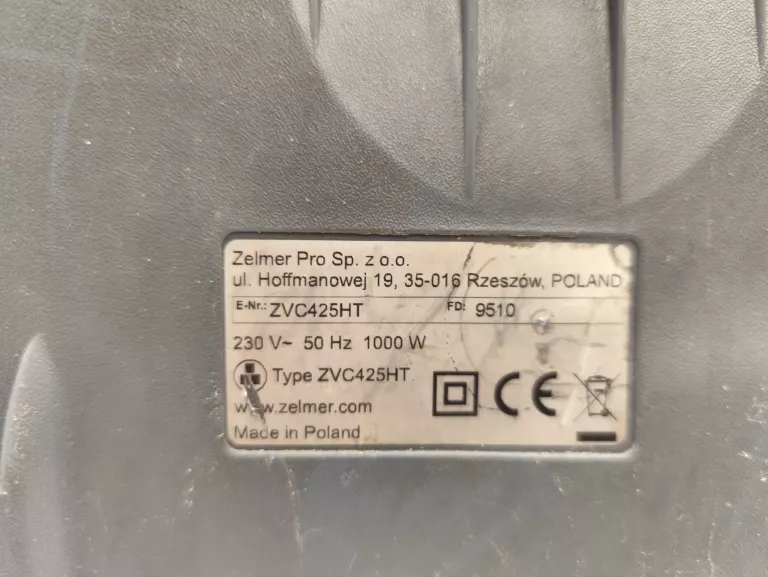 Zelmer Pro Sp. z o.o.
ul. Hoffmanowej 19, 35-016 Rzeszów, POLAND
E-Nr.: ZVC425HT FD: 9510
230 V~ 50 Hz 1000 W
Type ZVC425HT
www.zelmer.com
Made in Poland
CE